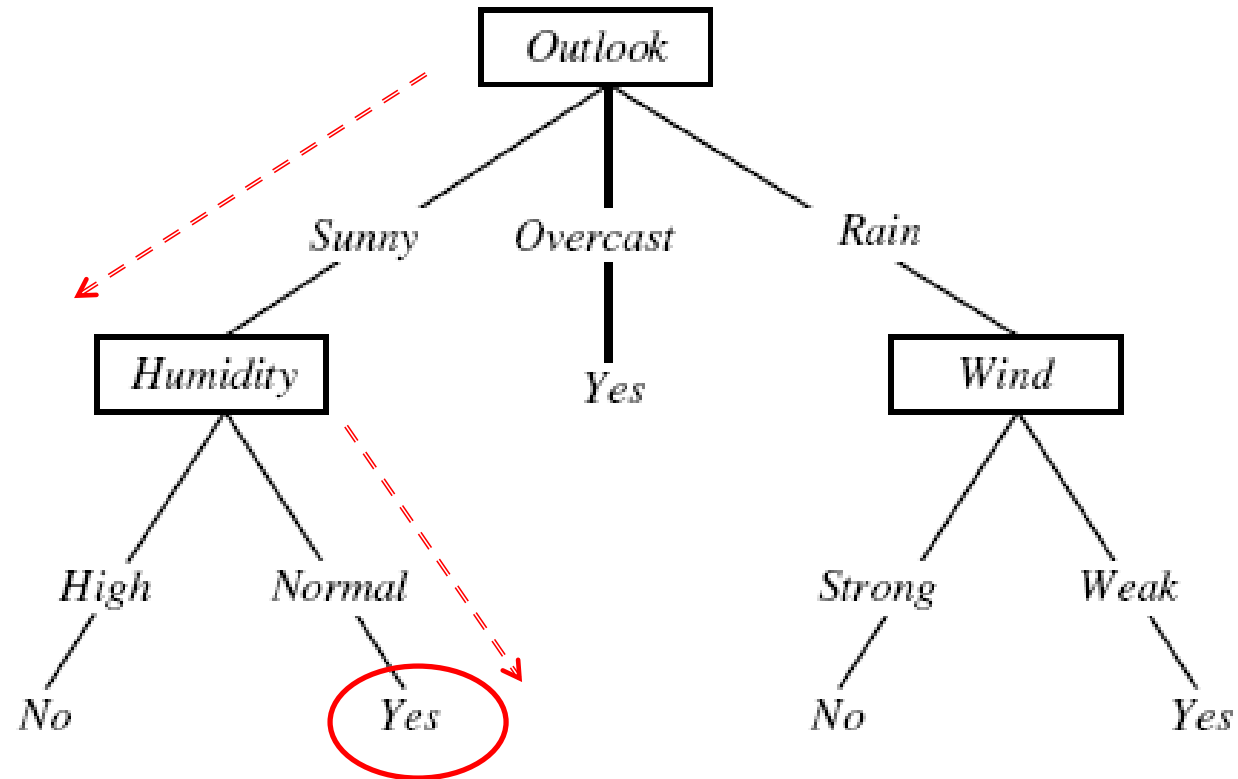 Outlook
Sunny Overcast Rain
Humidity Yes Wind
High Normal Strong Weak
No Yes No Yes